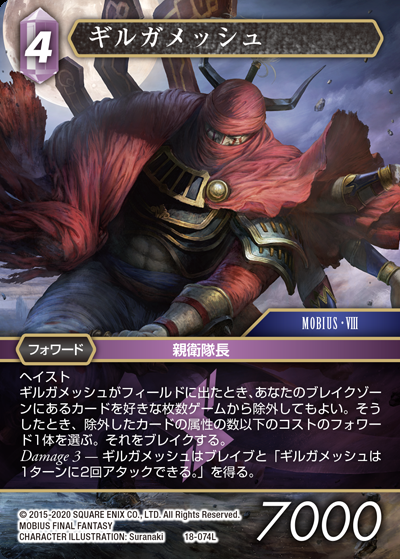 4
ギルガメッシュ
MOBIUS・VIII
フォワード
親衛隊長
ヘイスト
ギルガメッシュがフィールドに出たとき、あなたのブレイクゾー
ンにあるカードを好きな枚数ゲームから除外してもよい。そう
したとき、除外したカードの属性の数以下のコストのフォワー
ド1体を選ぶ。それをブレイクする。
Damage 3 — ギルガメッシュはブレイブと「ギルガメッシュは
1ターンに2回アタックできる。」を得る。
© 2015-2020 SQUARE ENIX CO., LTD. All Rights Reserved.
MOBIUS FINAL FANTASY
CHARACTER ILLUSTRATION: Suranaki
18-074L
7000